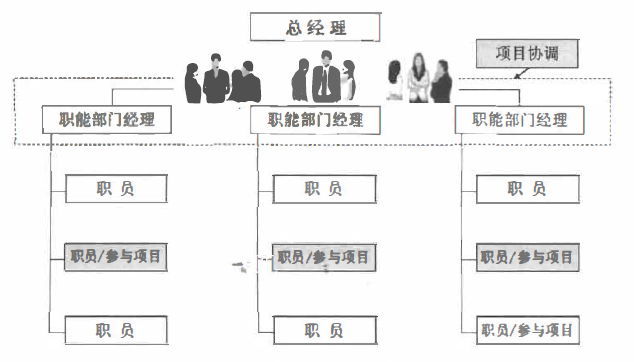 总经理
项目协调
职能部门经理
职能部门经理
职能部门经理
职 员
职 员
职 员
职员/参与项目
职员/参与项目
职员/参与项目
职 员
职 员
职员/参与项目